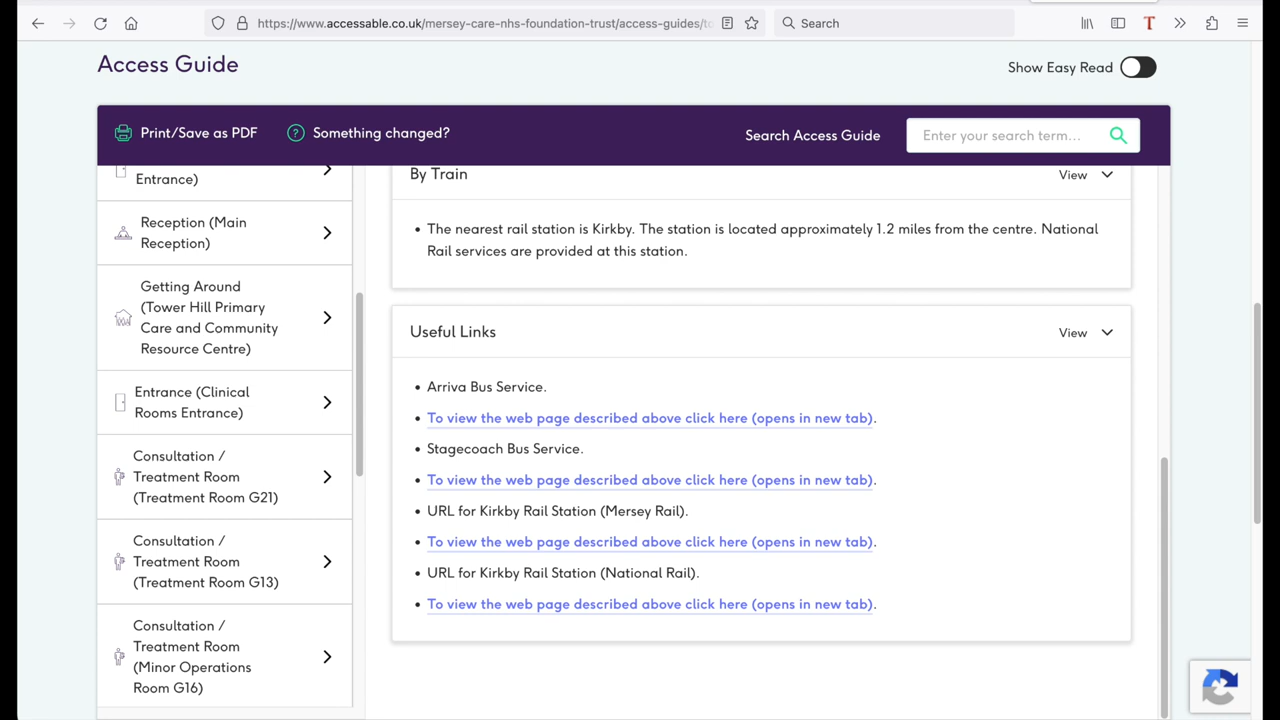 https://www.accessable.co.uk/mersey-care-nhs-foundation-trust/access-guides/to
Search
Access Guide
Show Easy Read
Print/Save as PDF
Something changed?
Search Access Guide
Enter your search term...
Entrance)
Reception (Main
Reception)
Getting Around
(Tower Hill Primary
Care and Community
Resource Centre)
Entrance (Clinical
Rooms Entrance)
Consultation /
Treatment Room
(Treatment Room G21)
Consultation /
Treatment Room
(Treatment Room G13)
Consultation /
Treatment Room
(Minor Operations
Room G16)
By Train
View
• The nearest rail station is Kirkby. The station is located approximately 1.2 miles from the centre. National
Rail services are provided at this station.
Useful Links
View
• Arriva Bus Service.
• To view the web page described above click here (opens in new tab).
• Stagecoach Bus Service.
• To view the web page described above click here (opens in new tab).
• URL for Kirkby Rail Station (Mersey Rail).
• To view the web page described above click here (opens in new tab).
• URL for Kirkby Rail Station (National Rail).
• To view the web page described above click here (opens in new tab).